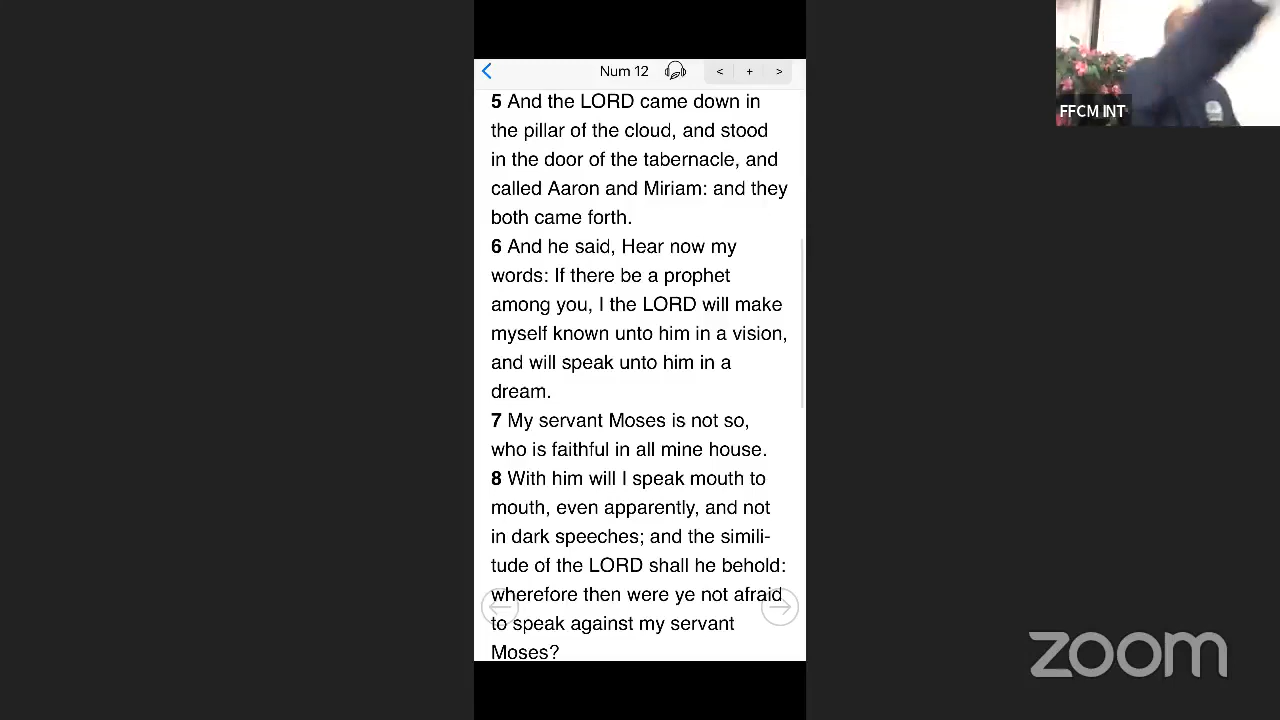 Num 12
< + >
5 And the LORD came down in
the pillar of the cloud, and stood
in the door of the tabernacle, and
called Aaron and Miriam: and they
both came forth.
6 And he said, Hear now my
words: If there be a prophet
among you, I the LORD will make
myself known unto him in a vision,
and will speak unto him in a
dream.
7 My servant Moses is not so,
who is faithful in all mine house.
8 With him will I speak mouth to
mouth, even apparently, and not
in dark speeches; and the simili-
tude of the LORD shall he behold:
wherefore then were ye not afraid
to speak against my servant
Moses?
FFCM INT
zoom